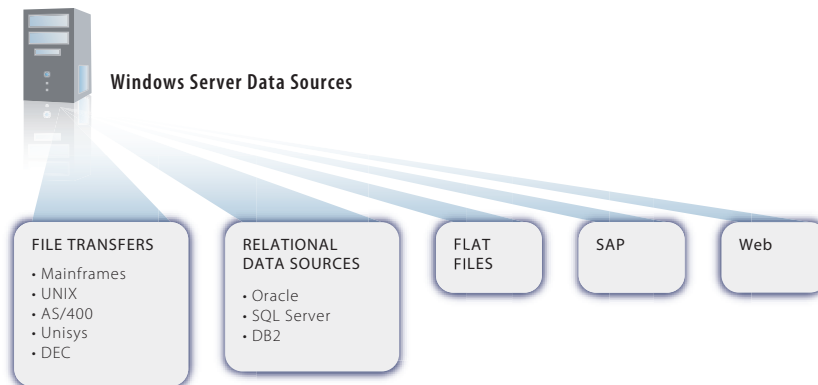 Windows Server Data Sources
FILE TRANSFERS
• Mainframes
• UNIX
• AS/400
• Unisys
• DEC
RELATIONAL
DATA SOURCES
• Oracle
• SQL Server
• DB2
FLAT
FILES
SAP
Web